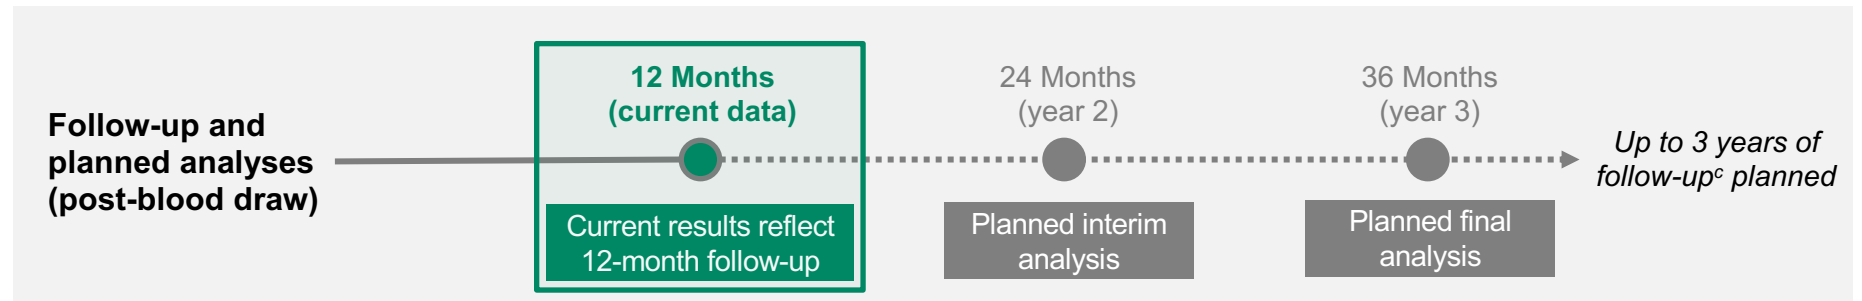 Follow-up and
planned analyses
(post-blood draw)
12 Months
(current data)
Current results reflect
12-month follow-up
24 Months
(year 2)
Planned interim
analysis
36 Months
(year 3)
Planned final
analysis
Up to 3 years of
follow-upᶜ planned